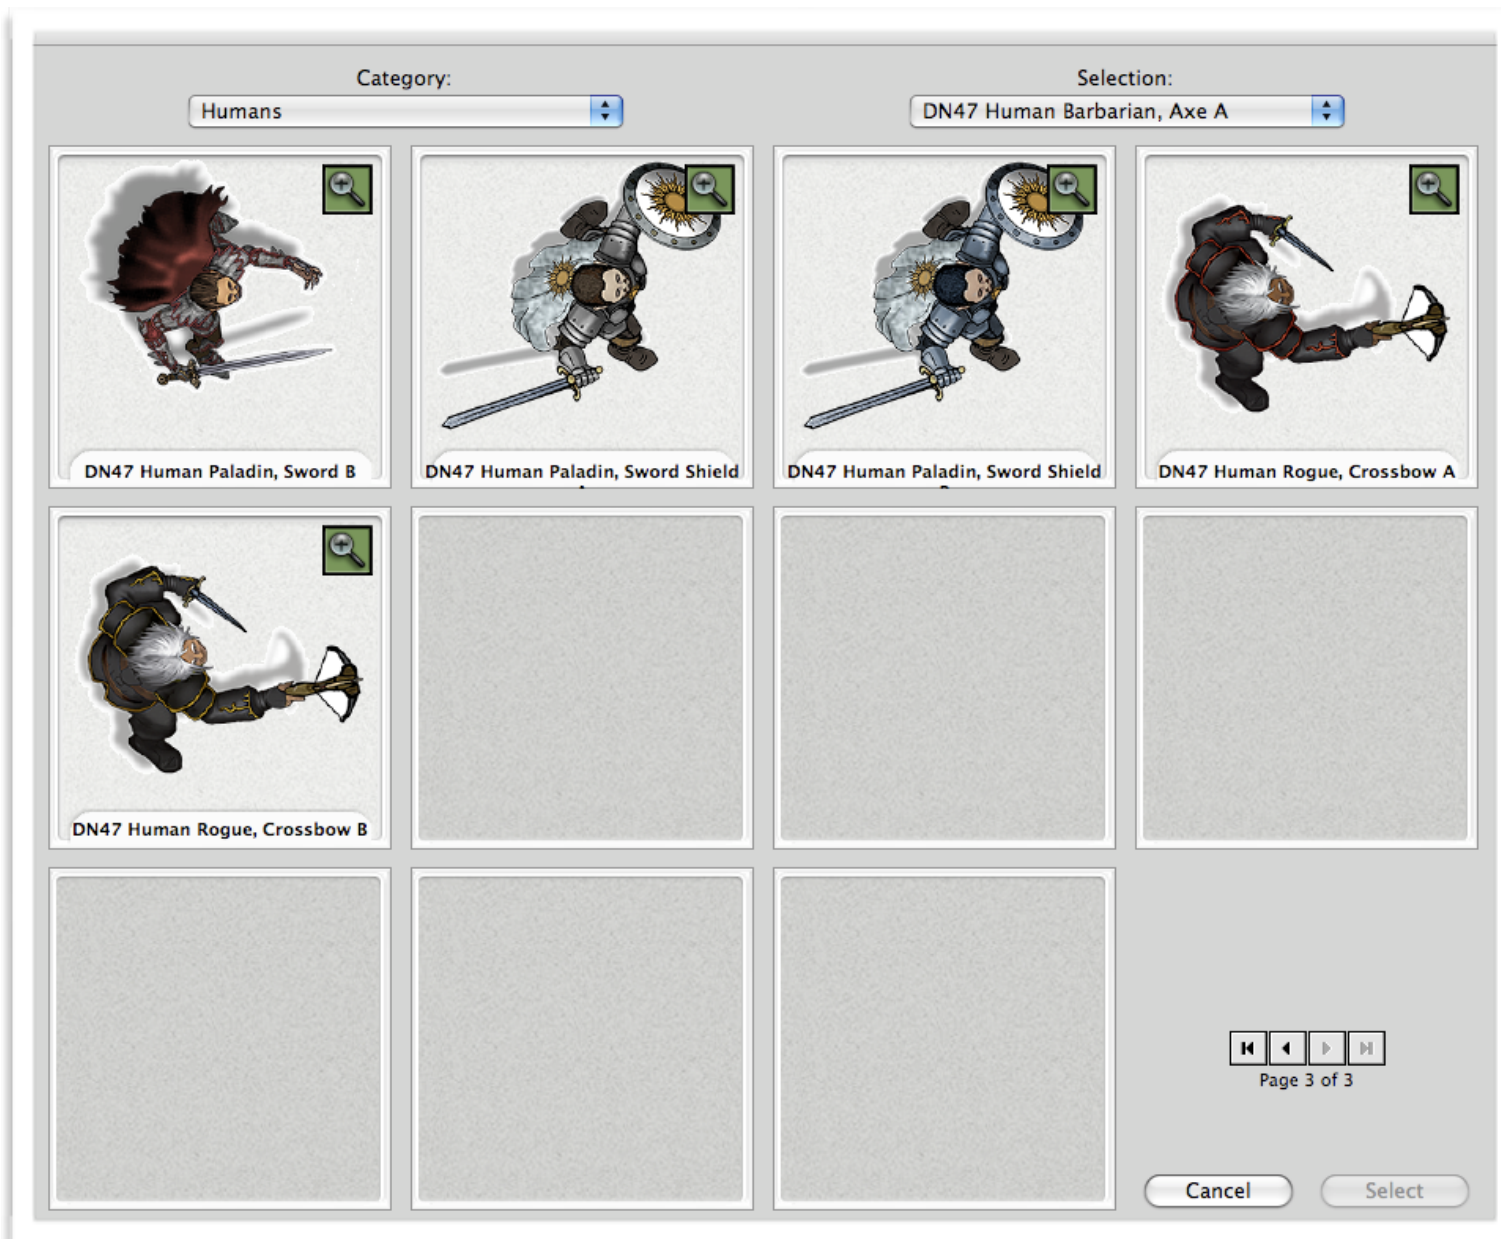 Category:
Selection:
Humans
DN47 Human Barbarian, Axe A
DN47 Human Paladin, Sword B
DN47 Human Paladin, Sword Shield
DN47 Human Paladin, Sword Shield
DN47 Human Rogue, Crossbow A
DN47 Human Rogue, Crossbow B
Page 3 of 3
Cancel
Select